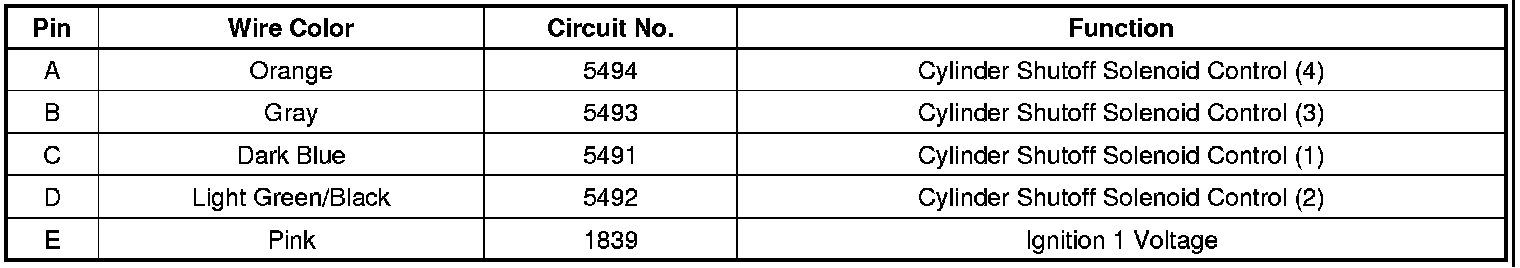 Pin Wire Color Circuit No. Function
A Orange 5494 Cylinder Shutoff Solenoid Control (4)
B Gray 5493 Cylinder Shutoff Solenoid Control (3)
C Dark Blue 5491 Cylinder Shutoff Solenoid Control (1)
D Light Green/Black 5492 Cylinder Shutoff Solenoid Control (2)
E Pink 1839 Ignition 1 Voltage